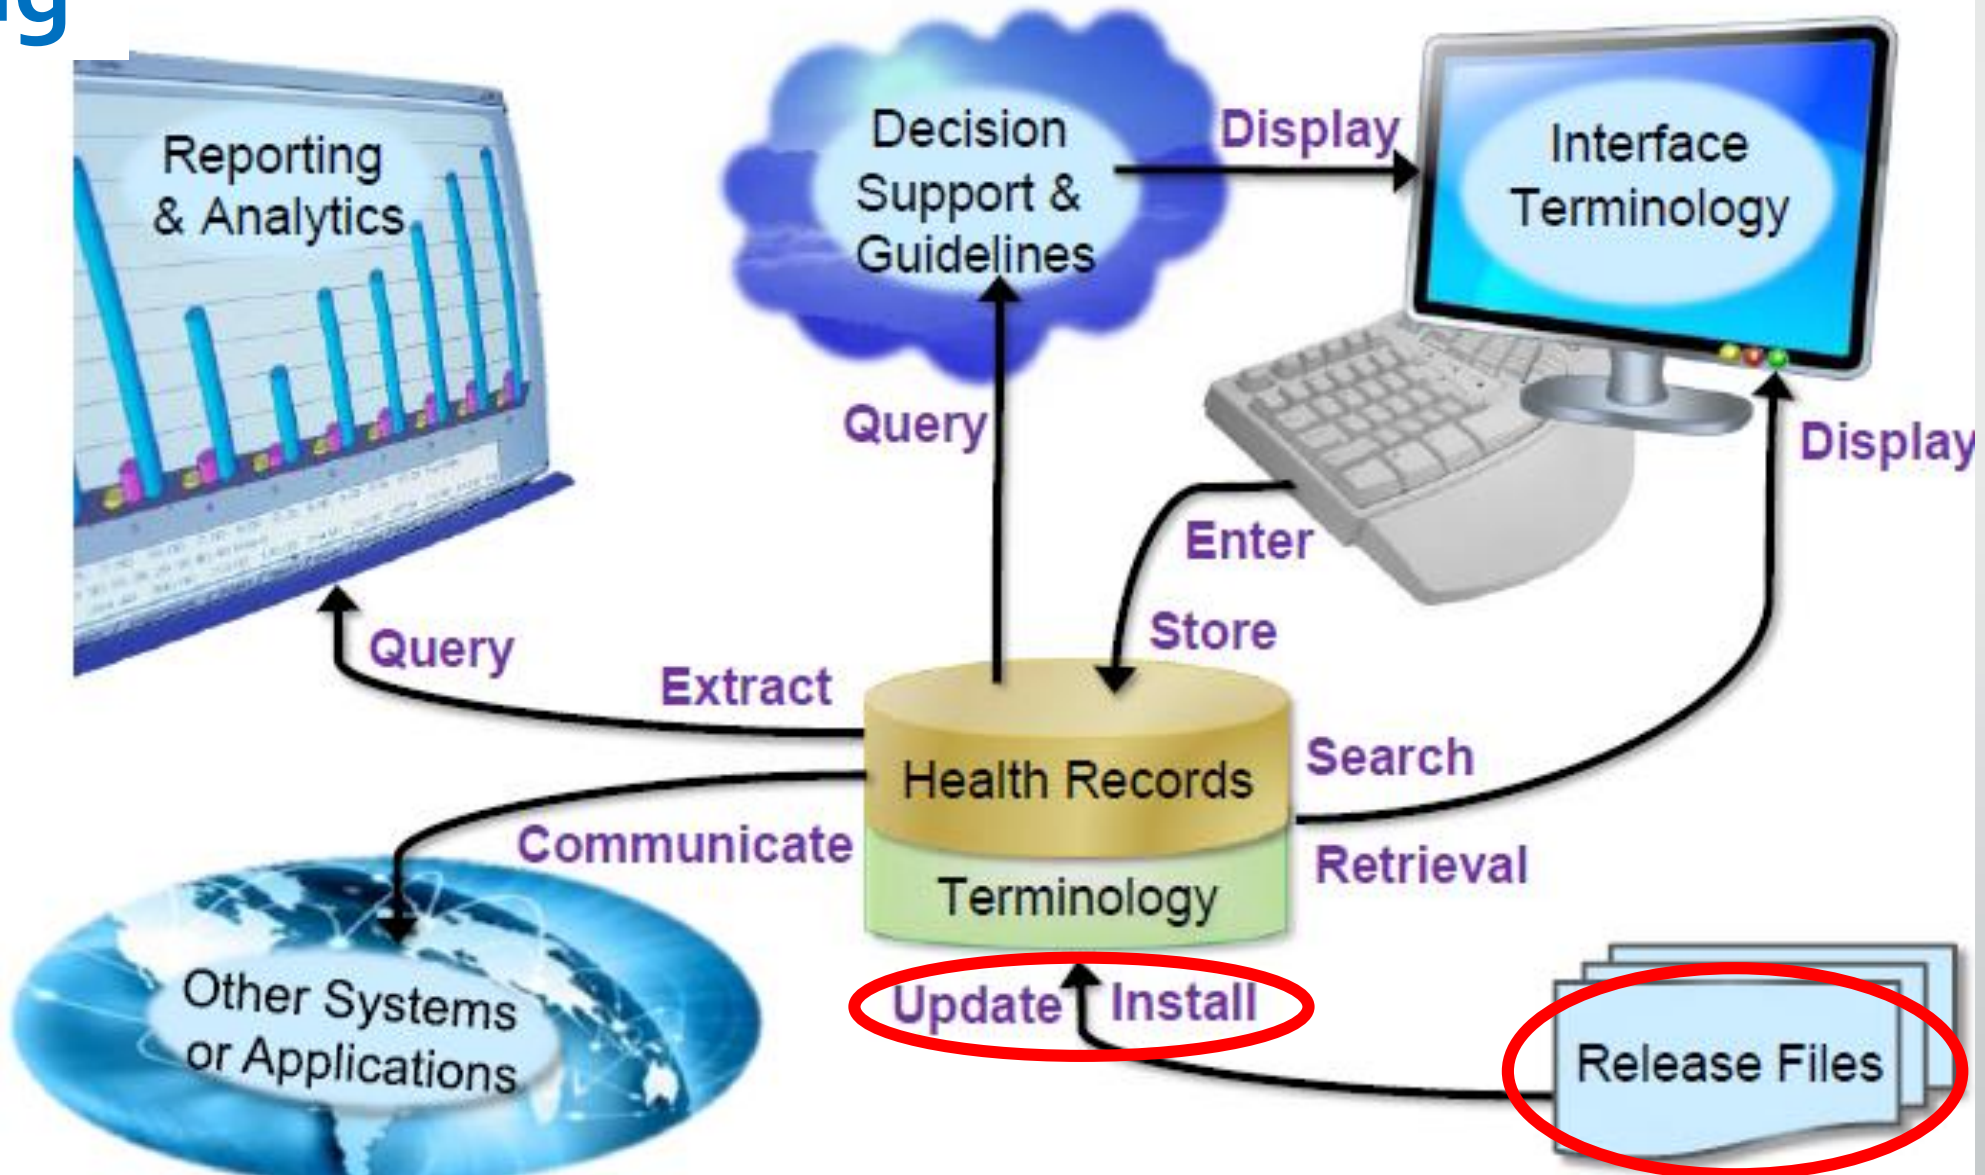 Reporting
& Analytics
Decision
Support &
Guidelines
Display
Interface
Terminology
Query
Display
Enter
Store
Query
Extract
Health Records
Search
Communicate
Retrieval
Terminology
Other Systems
or Applications
Update Install
Release Files